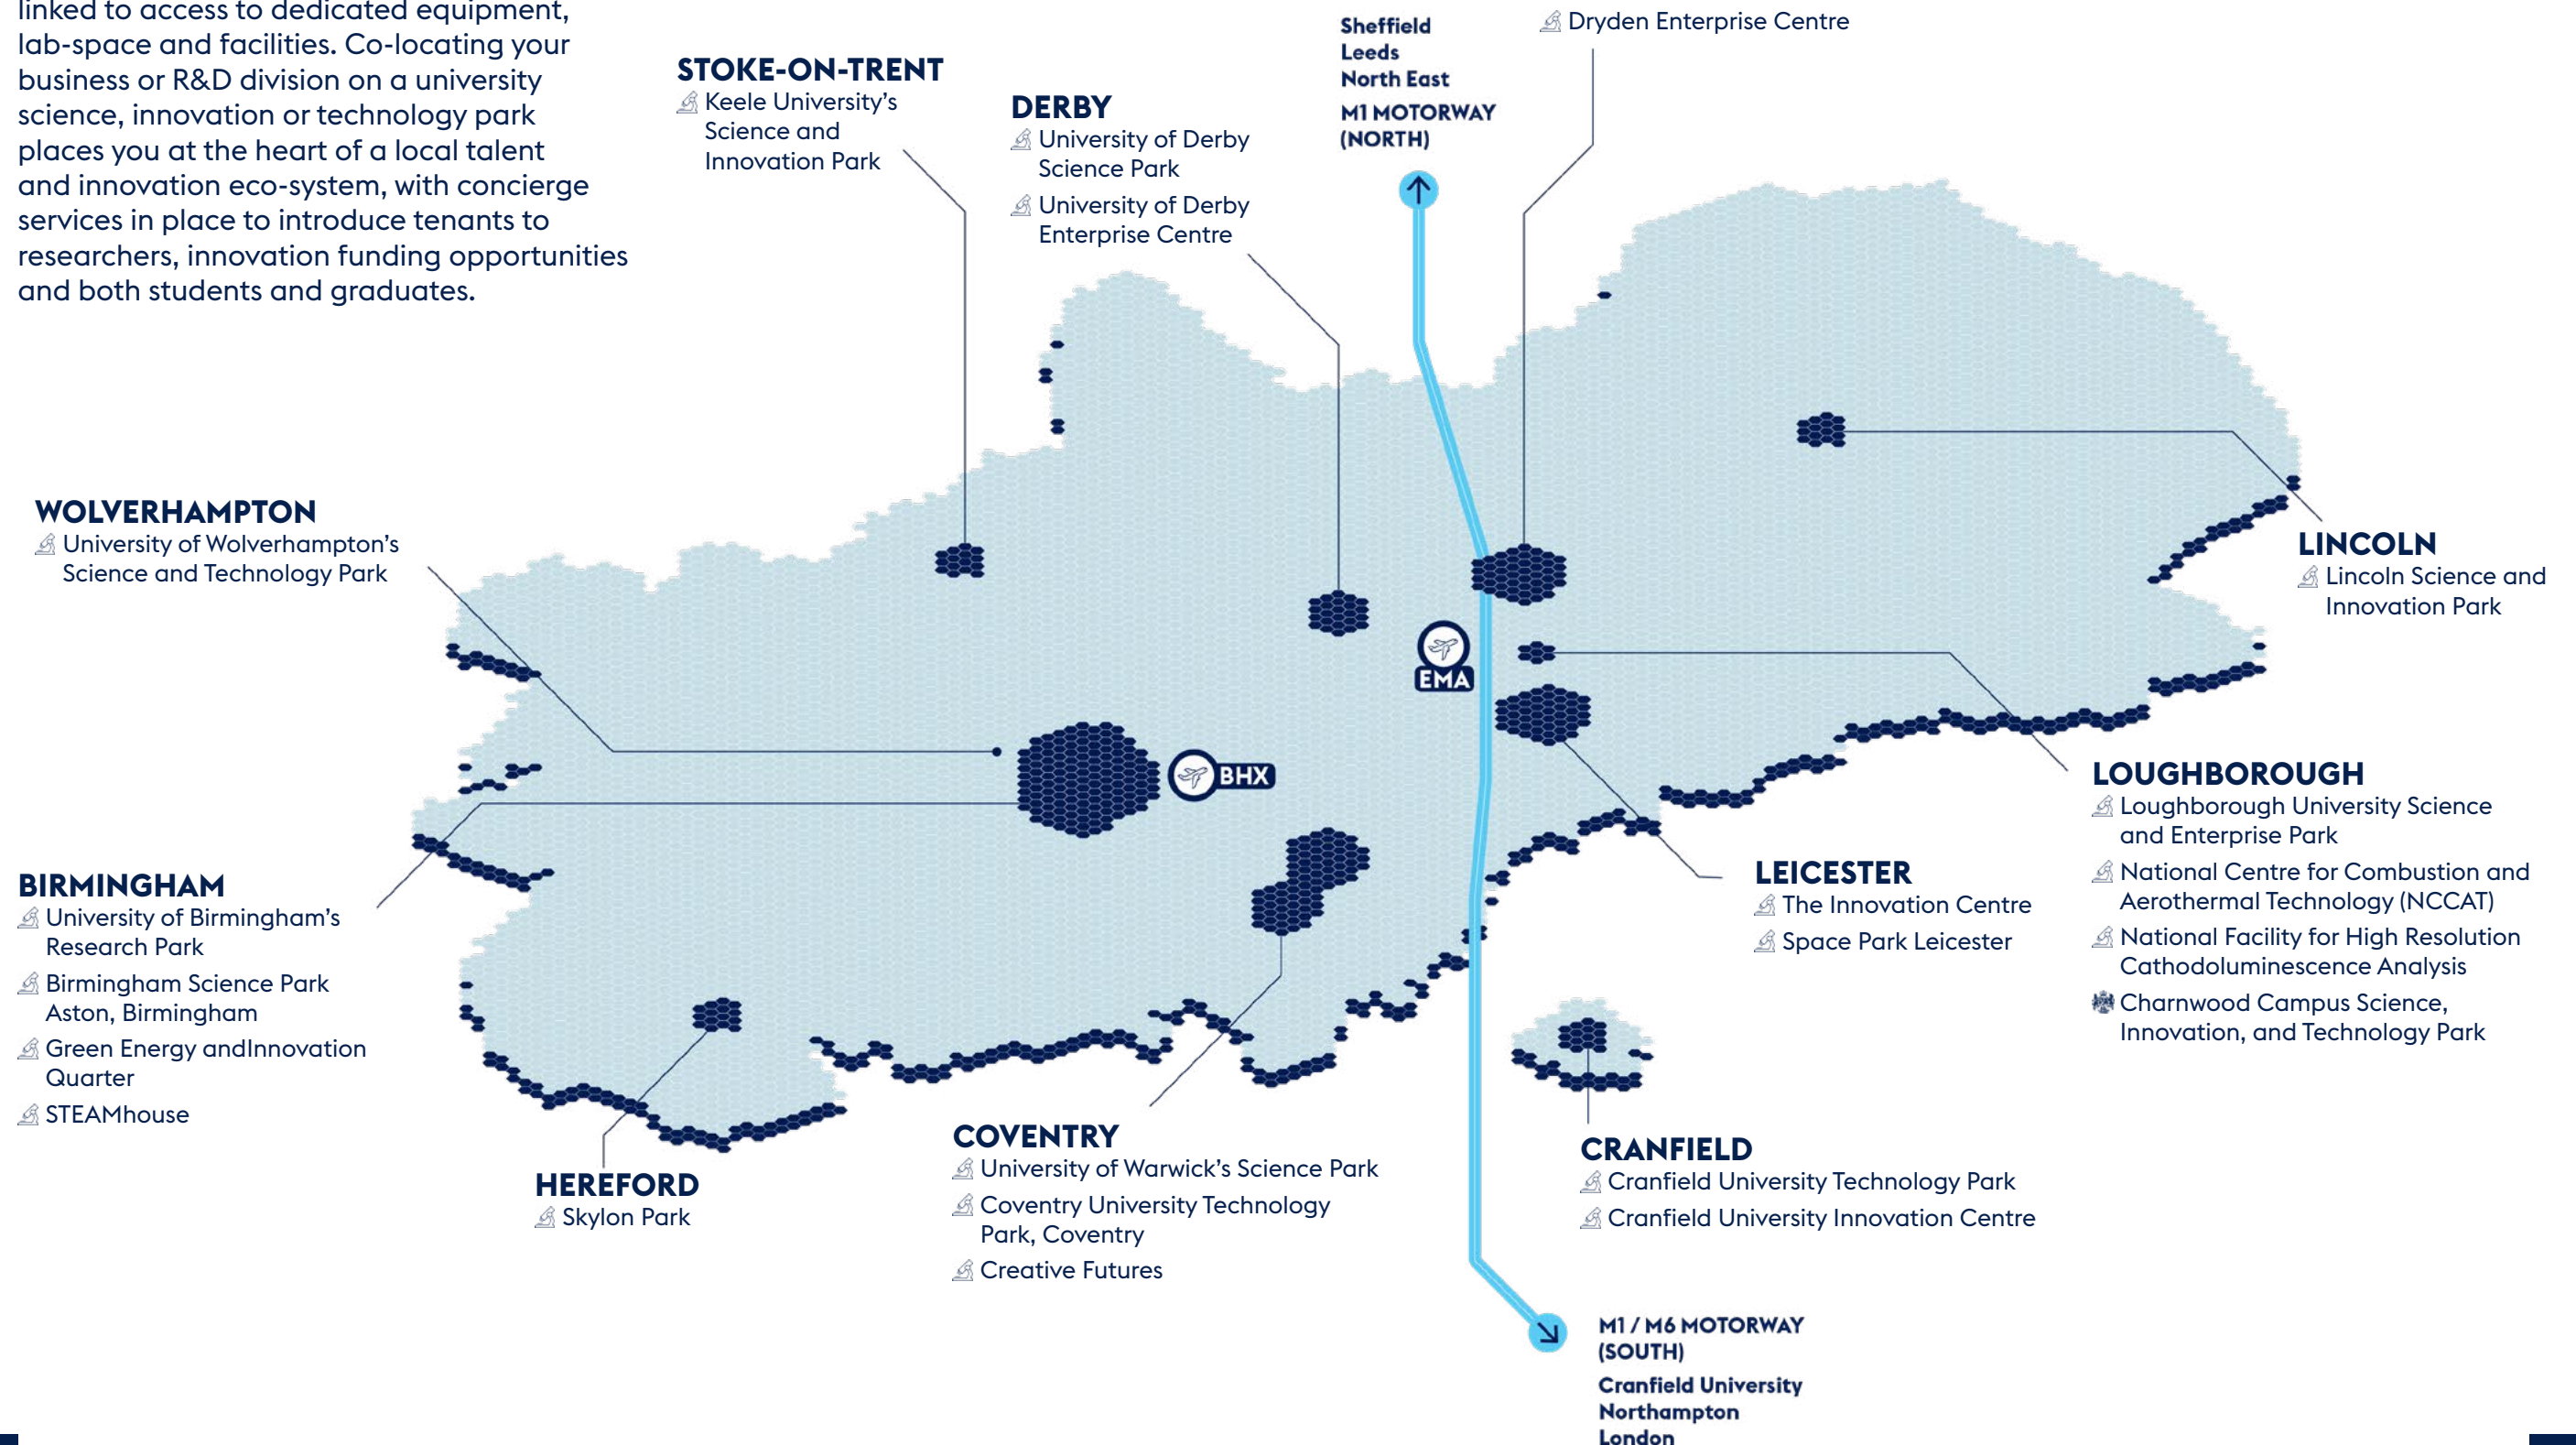 linked to access to dedicated equipment,
lab-space and facilities. Co-locating your
business or R&D division on a university
science, innovation or technology park
places you at the heart of a local talent
and innovation eco-system, with concierge
services in place to introduce tenants to
researchers, innovation funding opportunities
and both students and graduates.
STOKE-ON-TRENT
Keele University's
Science and
Innovation Park
DERBY
University of Derby
Science Park
University of Derby
Enterprise Centre
Sheffield
Leeds
North East
M1 MOTORWAY
(NORTH)
Dryden Enterprise Centre
WOLVERHAMPTON
University of Wolverhampton's
Science and Technology Park
LINCOLN
Lincoln Science and
Innovation Park
EMA
BHX
BIRMINGHAM
University of Birmingham's
Research Park
Birmingham Science Park
Aston, Birmingham
Green Energy andInnovation
Quarter
STEAMhouse
LEICESTER
The Innovation Centre
Space Park Leicester
LOUGHBOROUGH
Loughborough University Science
and Enterprise Park
National Centre for Combustion and
Aerothermal Technology (NCCAT)
National Facility for High Resolution
Cathodoluminescence Analysis
Charnwood Campus Science,
Innovation, and Technology Park
HEREFORD
Skylon Park
COVENTRY
University of Warwick's Science Park
Coventry University Technology
Park, Coventry
Creative Futures
CRANFIELD
Cranfield University Technology Park
Cranfield University Innovation Centre
M1 / M6 MOTORWAY
(SOUTH)
Cranfield University
Northampton
London